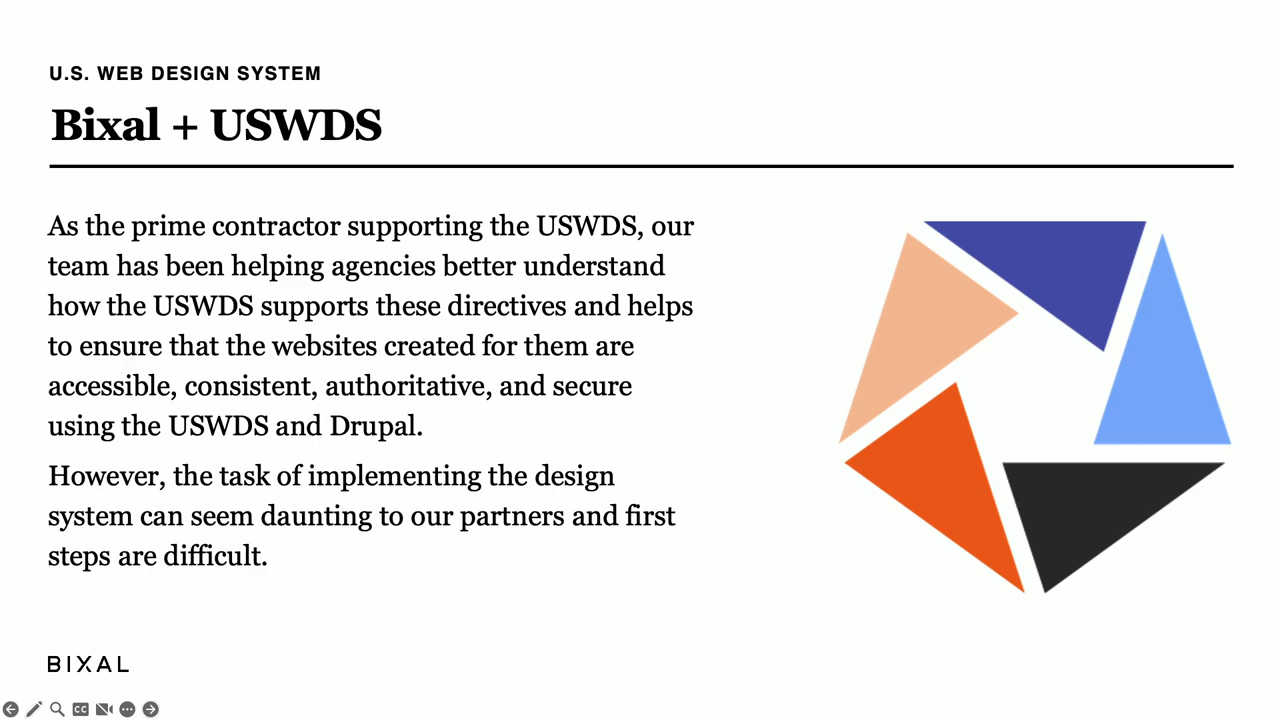 U.S. WEB DESIGN SYSTEM
Bixal + USWDS
As the prime contractor supporting the USWDS, our
team has been helping agencies better understand
how the USWDS supports these directives and helps
to ensure that the websites created for them are
accessible, consistent, authoritative, and secure
using the USWDS and Drupal.
However, the task of implementing the design
system can seem daunting to our partners and first
steps are difficult.
BIXAL
CC